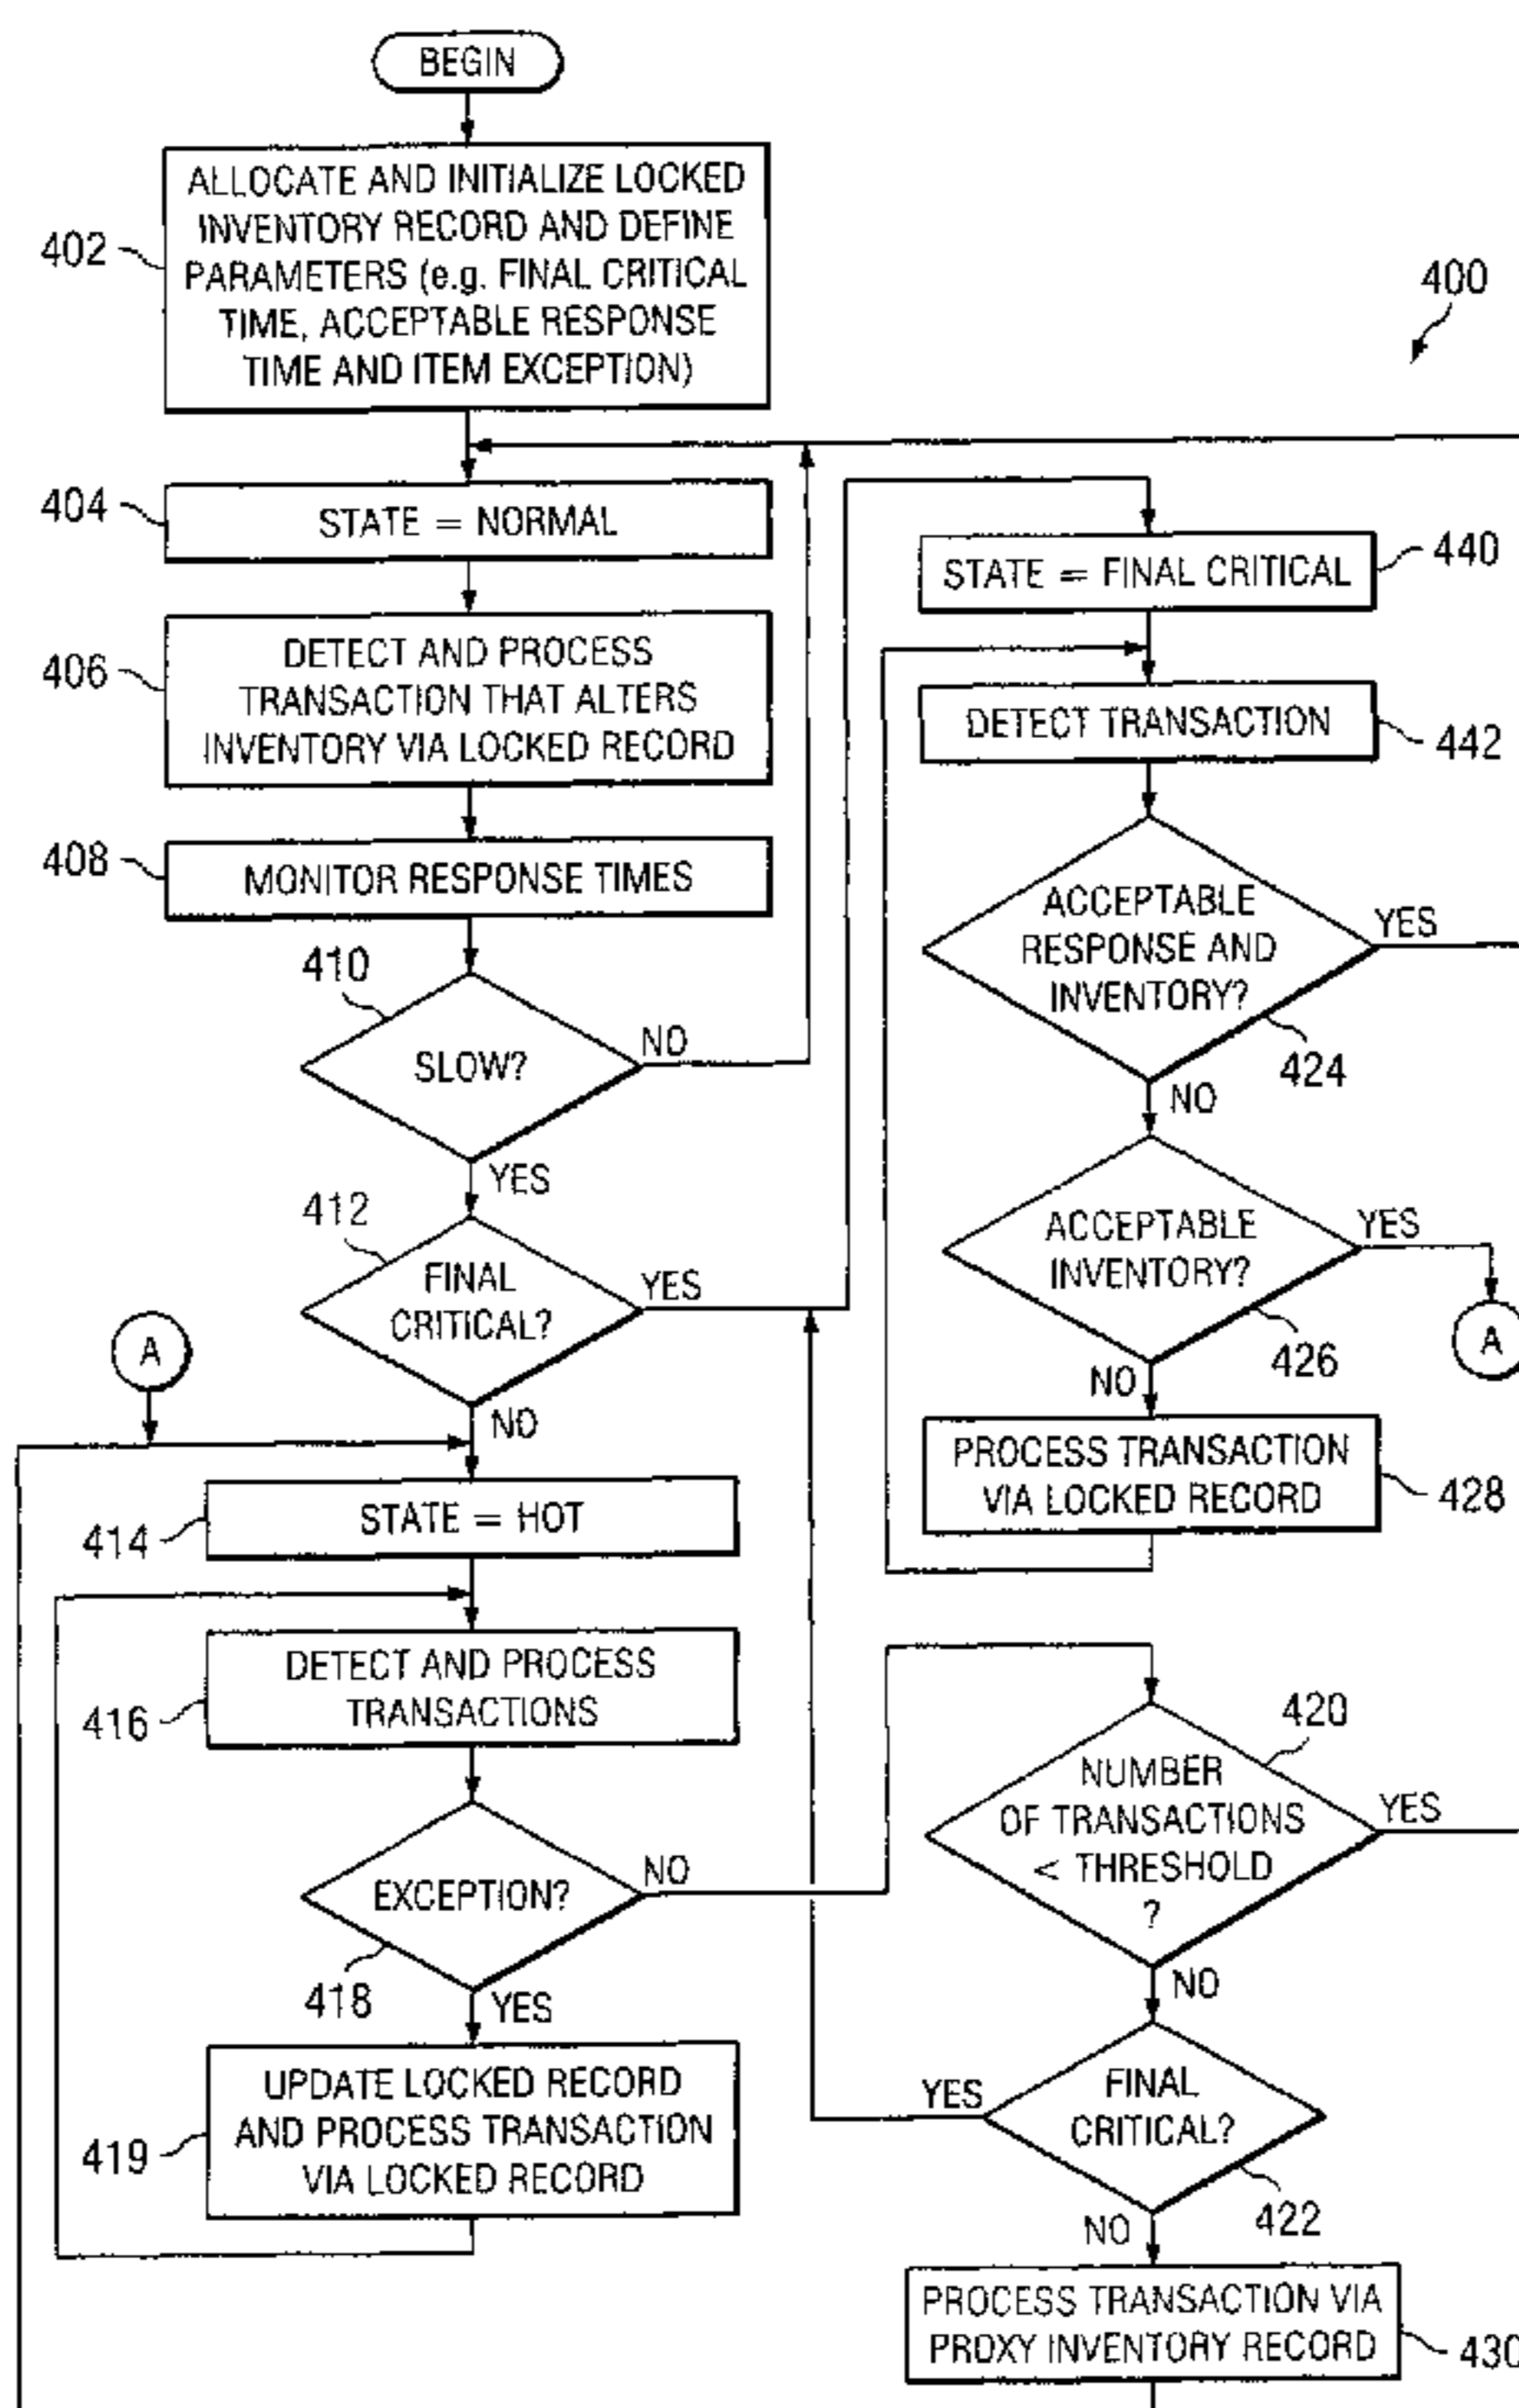 BEGIN
ALLOCATE AND INITIALIZE LOCKED
INVENTORY RECORD AND DEFINE
PARAMETERS (e.g. FINAL CRITICAL
TIME, ACCEPTABLE RESPONSE
TIME AND ITEM EXCEPTION)
402
400
STATE = NORMAL
404
DETECT AND PROCESS
TRANSACTION THAT ALTERS
INVENTORY VIA LOCKED RECORD
406
MONITOR RESPONSE TIMES
408
410
SLOW?
NO
YES
412
FINAL
CRITICAL?
YES
NO
A
STATE = HOT
414
DETECT AND PROCESS
TRANSACTIONS
416
EXCEPTION?
NO
418
YES
UPDATE LOCKED RECORD
AND PROCESS TRANSACTION
VIA LOCKED RECORD
419
STATE = FINAL CRITICAL
440
DETECT TRANSACTION
442
ACCEPTABLE
RESPONSE AND
INVENTORY?
YES
424
NO
ACCEPTABLE
INVENTORY?
YES
426
A
NO
PROCESS TRANSACTION
VIA LOCKED RECORD
428
420
NUMBER
OF TRANSACTIONS
< THRESHOLD
?
YES
NO
FINAL
CRITICAL?
YES
422
NO
PROCESS TRANSACTION VIA
PROXY INVENTORY RECORD
430